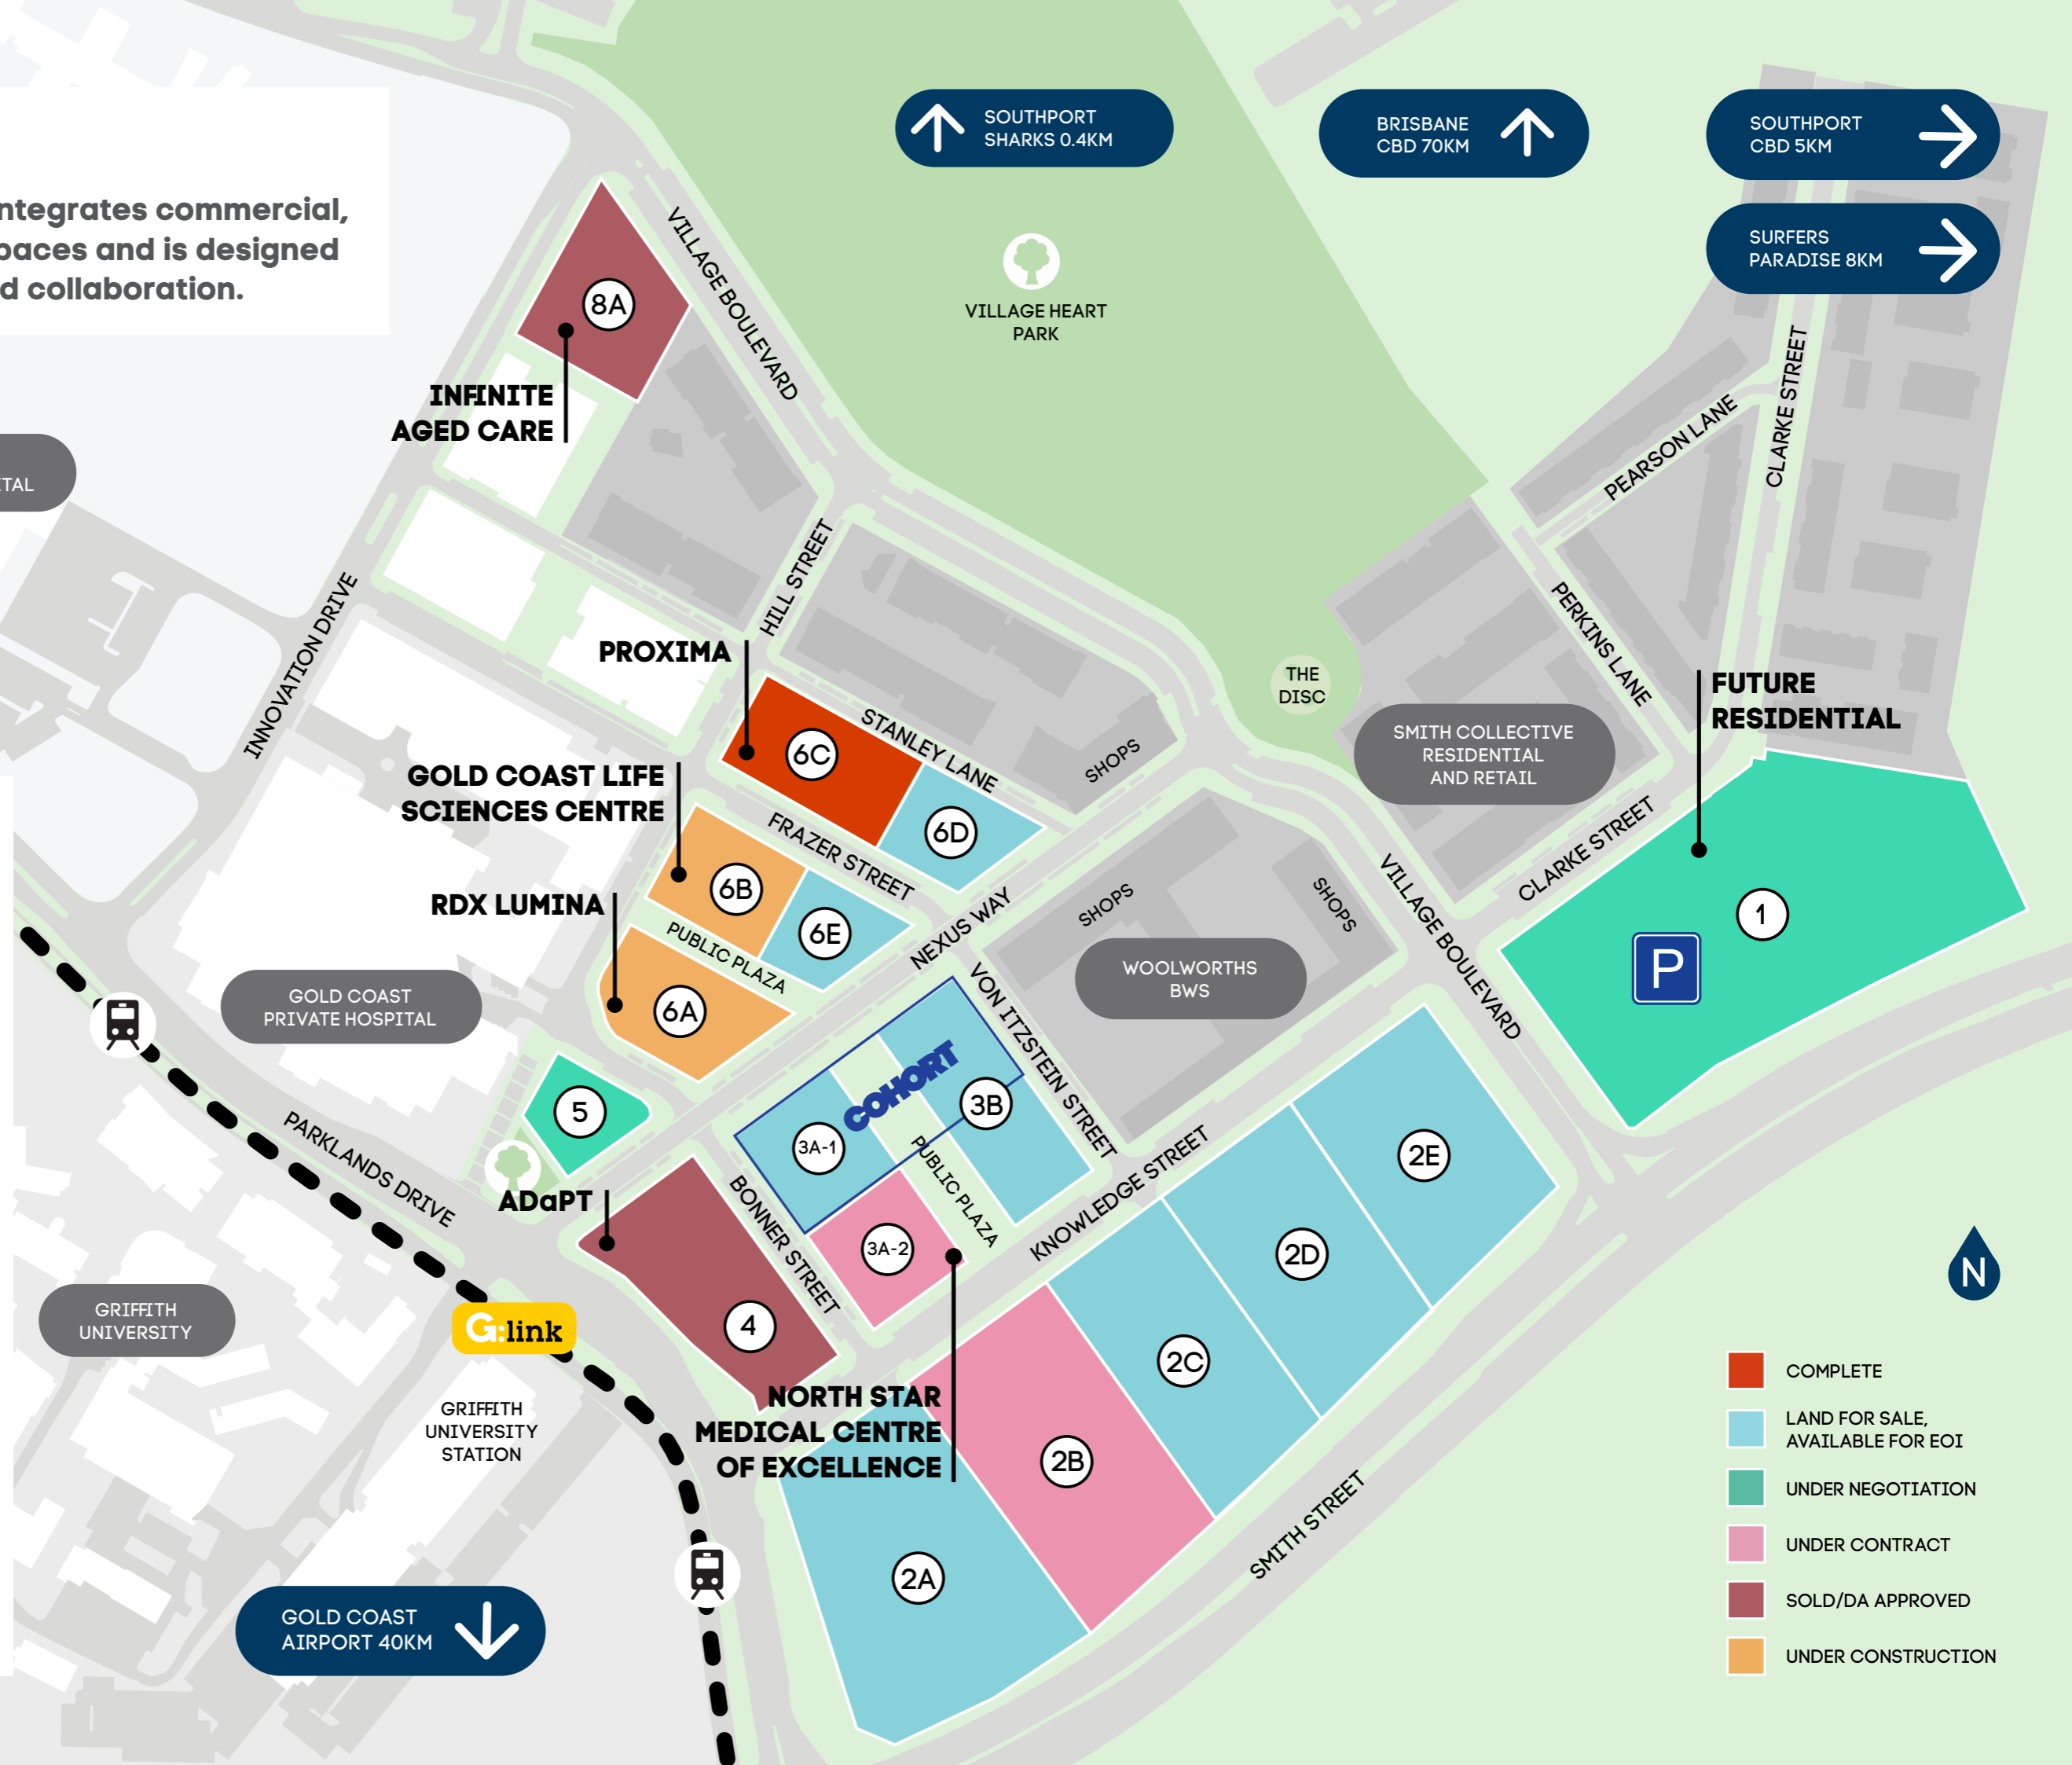 ntegrates commercial,
paces and is designed
d collaboration.
SOUTHPORT
SHARKS 0.4KM
BRISBANE
CBD 70KM
SOUTHPORT
CBD 5KM
SURFERS
PARADISE 8KM
VILLAGE HEART
PARK
VILLAGE BOULEVARD
8A
INFINITE
AGED CARE
TAL
CLARKE STREET
PEARSON LANE
HILL STREET
INNOVATION DRIVE
PERKINS LANE
PROXIMA
THE
DISC
FUTURE
RESIDENTIAL
SMITH COLLECTIVE
RESIDENTIAL
AND RETAIL
6C
STANLEY LANE
SHOPS
GOLD COAST LIFE
SCIENCES CENTRE
6D
FRAZER STREET
CLARKE STREET
6B
6E
RDX LUMINA
PUBLIC PLAZA
NEXUS WAY
SHOPS
SHOPS
VILLAGE BOULEVARD
1
P
WOOLWORTHS
BWS
GOLD COAST
PRIVATE HOSPITAL
6A
VON ITZSTEIN STREET
COHORT
5
3B
3A-1
PUBLIC PLAZA
PARKLANDS DRIVE
KNOWLEDGE STREET
2E
ADaPT
BONNER STREET
3A-2
2D
N
GRIFFITH
UNIVERSITY
G:link
4
2C
GRIFFITH
UNIVERSITY
STATION
NORTH STAR
MEDICAL CENTRE
OF EXCELLENCE
2B
2A
SMITH STREET
GOLD COAST
AIRPORT 40KM
COMPLETE
LAND FOR SALE,
AVAILABLE FOR EOI
UNDER NEGOTIATION
UNDER CONTRACT
SOLD/DA APPROVED
UNDER CONSTRUCTION